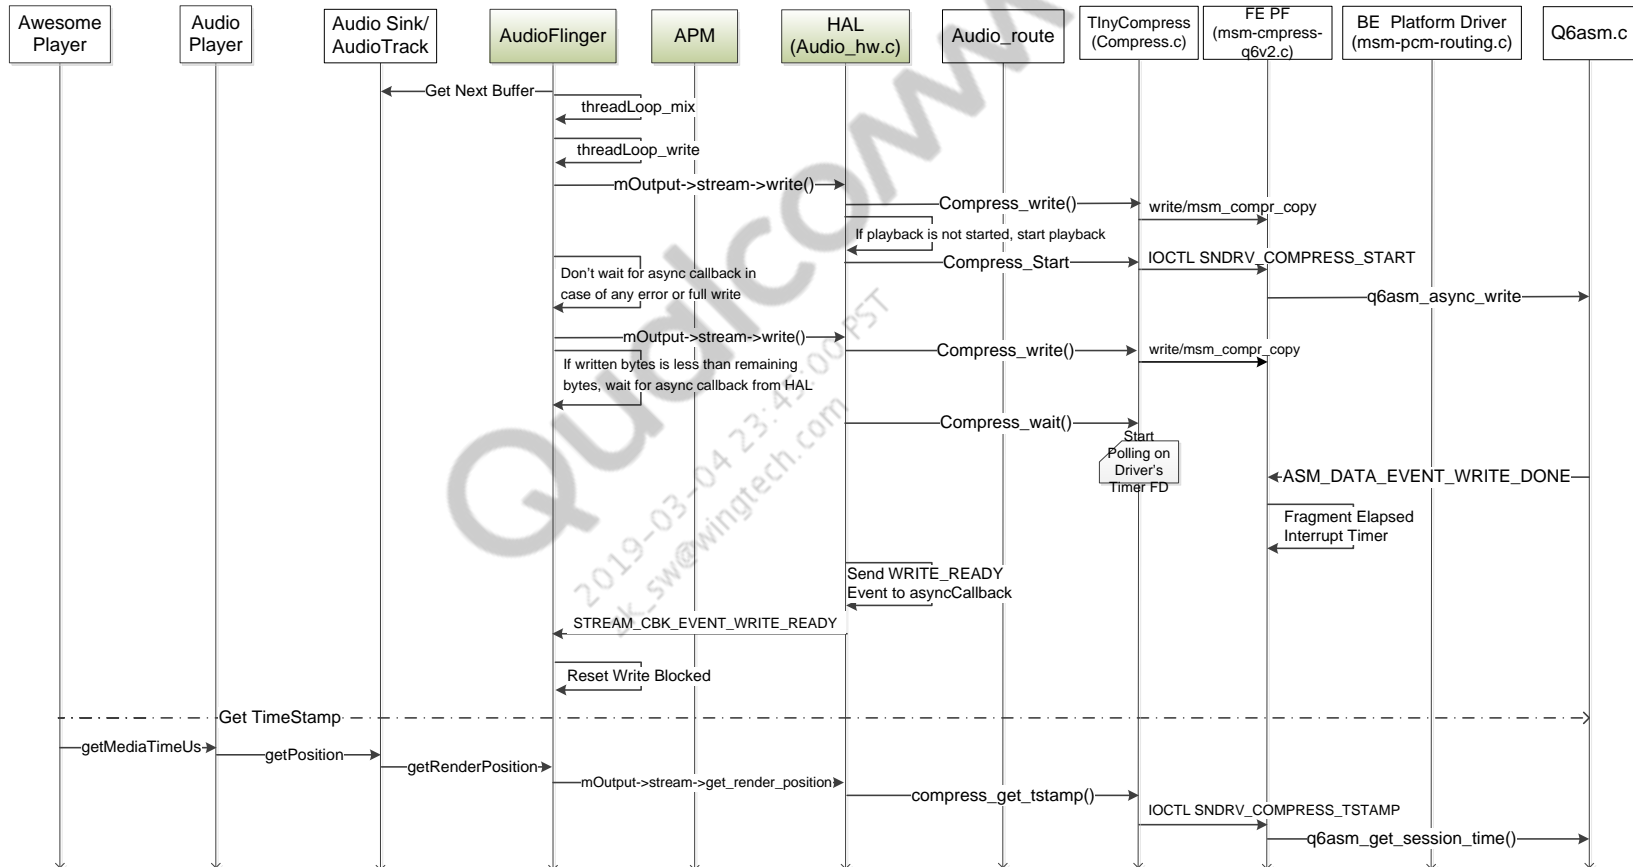 Awesome
Player
Audio
Player
Audio Sink/
AudioTrack
AudioFlinger
APM
HAL
(Audio_hw.c)
Audio_route
TInyCompress
(Compress.c)
FE PF
(msm-cmpress-
q6v2.c)
BE Platform Driver
(msm-pcm-routing.c)
Q6asm.c
Get Next Buffer
threadLoop_mix
threadLoop_write
mOutput->stream->write()
Compress_write()
write/msm_compr_copy
If playback is not started, start playback
Compress_Start
IOCTL SNDRV_COMPRESS_START
Don't wait for async callback in
case of any error or full write
q6asm_async_write
mOutput->stream->write()
Compress_write()
write/msm_compr_copy
If written bytes is less than remaining
bytes, wait for async callback from HAL
Compress_wait()
Start
Polling on
Driver's
Timer FD
ASM_DATA_EVENT_WRITE_DONE
Fragment Elapsed
Interrupt Timer
Send WRITE_READY
Event to asyncCallback
STREAM_CBK_EVENT_WRITE_READY
Reset Write Blocked
Get TimeStamp
getMediaTimeUs
getPosition
getRenderPosition
mOutput->stream->get_render_position
compress_get_tstamp()
IOCTL SNDRV_COMPRESS_TSTAMP
q6asm_get_session_time()
Qualcomm
2019-03-04 23:45:00 PST